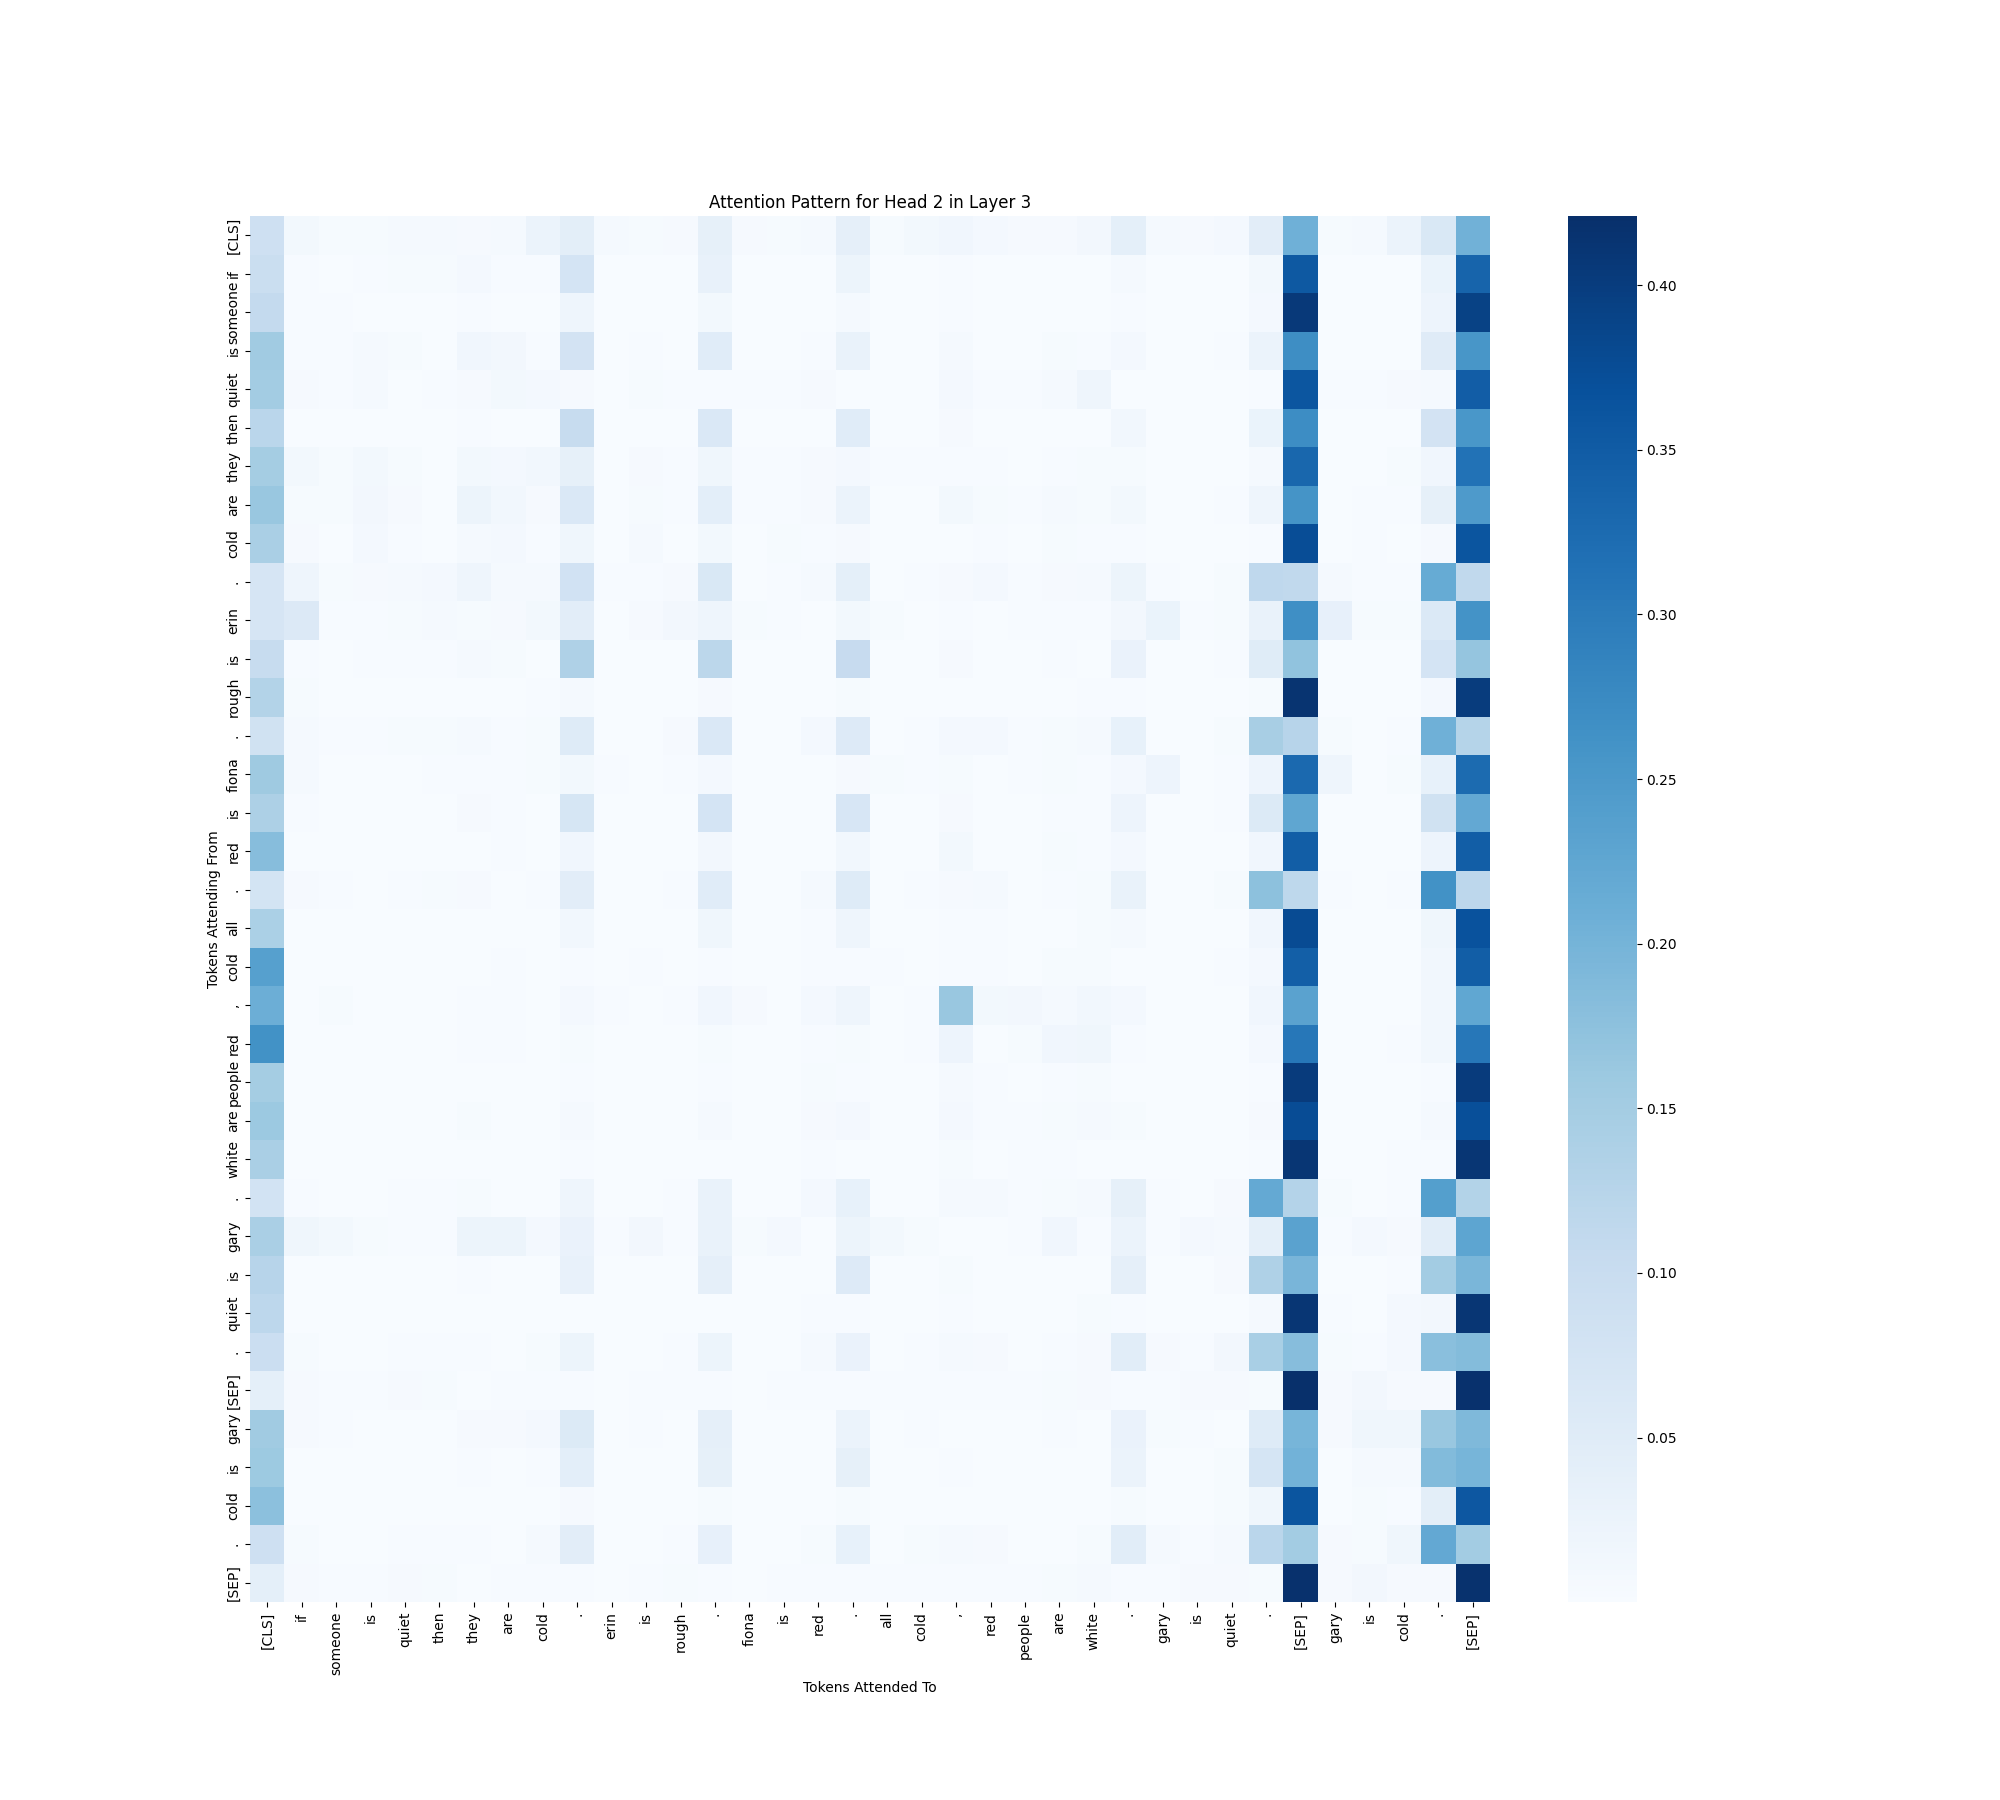 Attention Pattern for Head 2 in Layer 3
Tokens Attending From
[CLS]
if
someone
is
quiet
then
they
are
cold
.
erin
is
rough
.
fiona
is
red
.
all
cold
,
red
people
are
white
.
gary
is
quiet
.
[SEP]
gary
is
cold
.
[SEP]
[CLS] if someone is quiet then they are cold . erin is rough . fiona is red . all cold , red people are white . gary is quiet . [SEP] gary is cold . [SEP]
Tokens Attended To
0.40
0.35
0.30
0.25
0.20
0.15
0.10
0.05